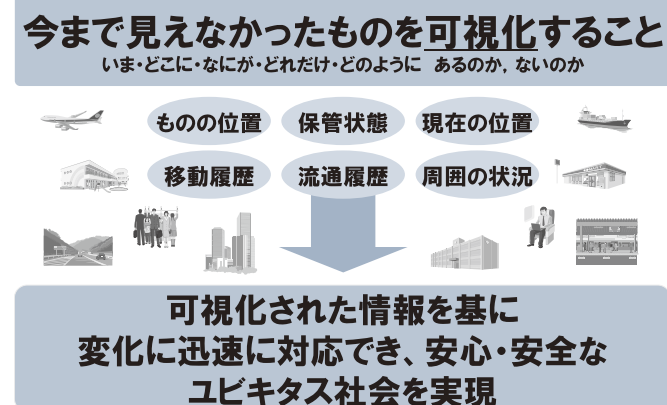 今まで見えなかったものを可視化すること
いま・どこに・なにが・どれだけ・どのように　あるのか，ないのか
ものの位置
保管状態
現在の位置
移動履歴
流通履歴
周囲の状況
可視化された情報を基に
変化に迅速に対応でき、安心・安全な
ユビキタス社会を実現